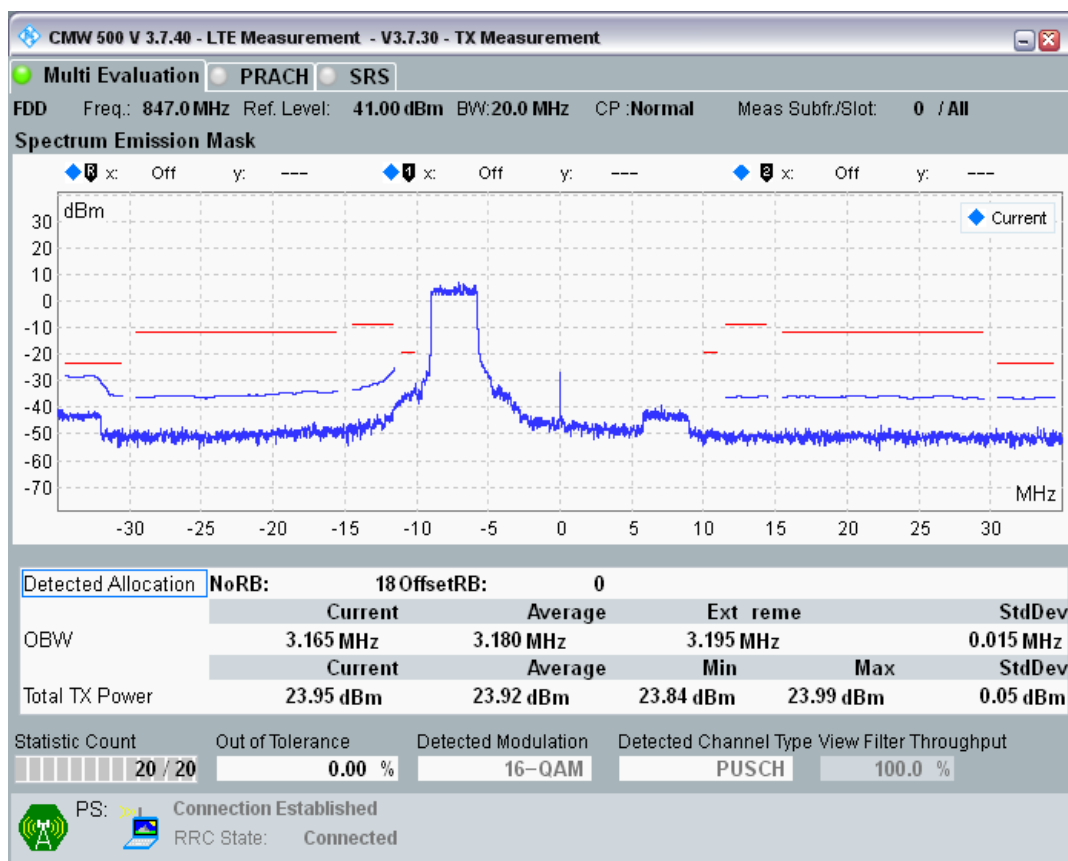 CMW 500 V 3.7.40 - LTE Measurement - V3.7.30 - TX Measurement
Multi Evaluation PRACH SRS
FDD Freq.: 847.0 MHz Ref. Level: 41.00 dBm BW:20.0 MHz CP :Normal Meas Subfr./Slot: 0 / All
Spectrum Emission Mask
R x: Off y: --- 1 x: Off y: --- 2 x: Off y: ---
dBm
Current
30
20
10
0
-10
-20
-30
-40
-50
-60
-70
MHz
-30 -25 -20 -15 -10 -5 0 5 10 15 20 25 30
Detected Allocation NoRB: 18 OffsetRB: 0
Current Average Ext reme StdDev
OBW 3.165 MHz 3.180 MHz 3.195 MHz 0.015 MHz
Current Average Min Max StdDev
Total TX Power 23.95 dBm 23.92 dBm 23.84 dBm 23.99 dBm 0.05 dBm
Statistic Count Out of Tolerance Detected Modulation Detected Channel Type View Filter Throughput
20 / 20 0.00 % 16-QAM PUSCH 100.0 %
PS: Connection Established
RRC State: Connected